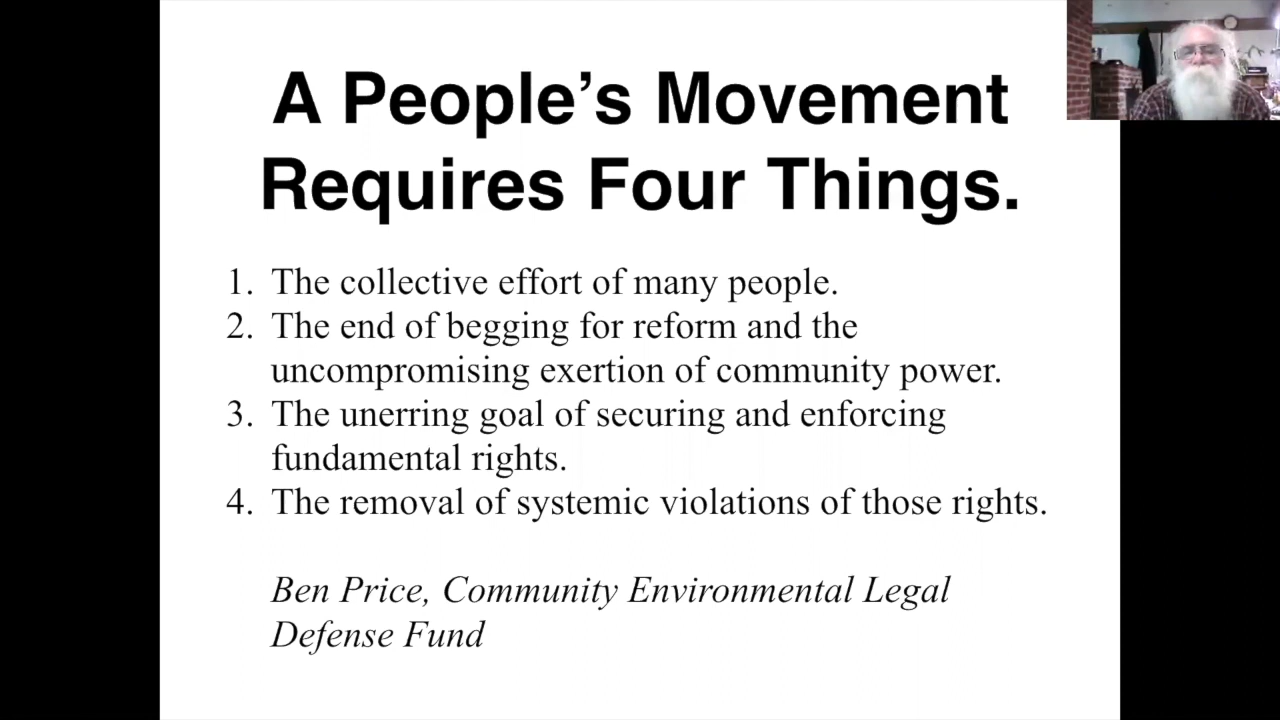 A People’s Movement
Requires Four Things.
1. The collective effort of many people.
2. The end of begging for reform and the
uncompromising exertion of community power.
3. The unerring goal of securing and enforcing
fundamental rights.
4. The removal of systemic violations of those rights.
Ben Price, Community Environmental Legal
Defense Fund